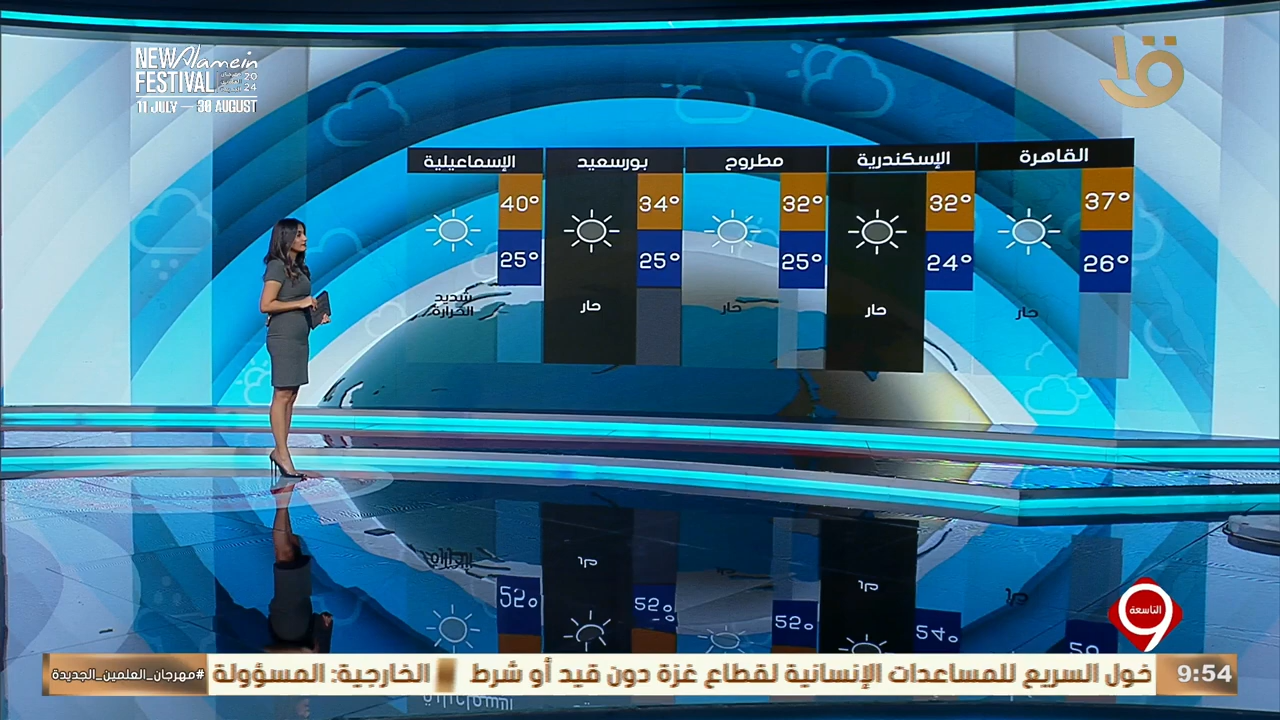 NEW Alamein
FESTIVAL
2024
11 JULY — 30 AUGUST
القاهرة
37°
26°
حار
الإسكندرية
32°
24°
حار
مطروح
32°
25°
حار
بورسعيد
34°
25°
حار
الإسماعيلية
40°
25°
شديد
الحرارة
التاسعة
9
9:54
خول السريع للمساعدات الإنسانية لقطاع غزة دون قيد أو شرط
الخارجية: المسؤولة
#مهرجان_العلمين_الجديدة